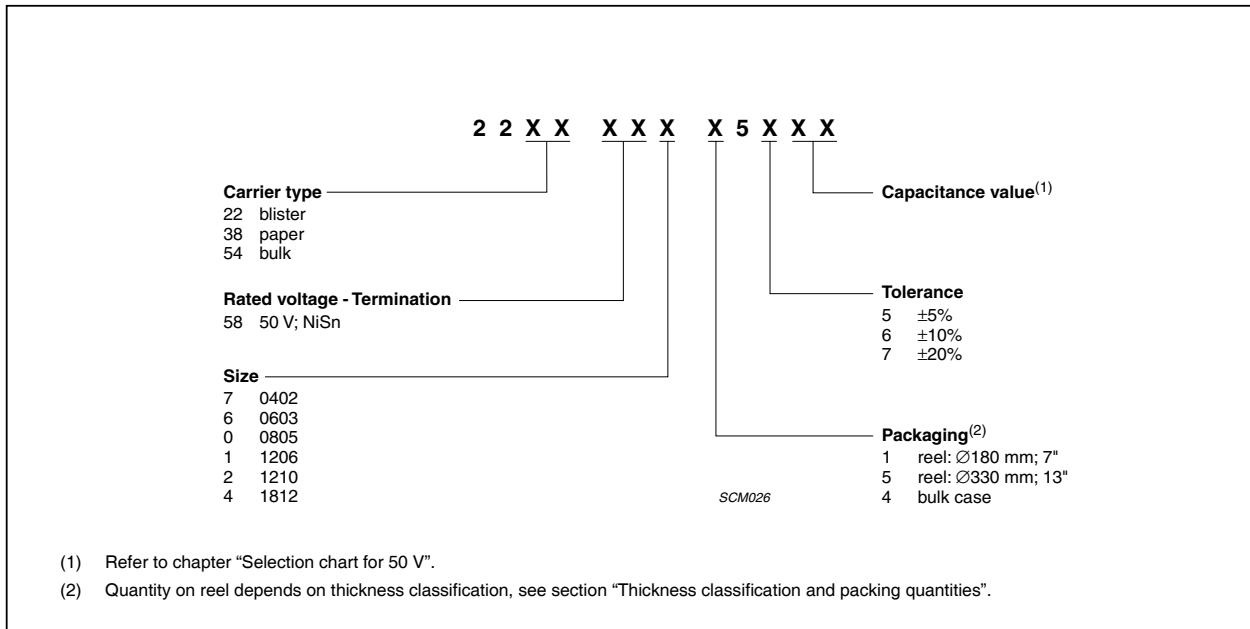 2 2 X X X X X X 5 X X X
Carrier type
22 blister
38 paper
54 bulk
Rated voltage - Termination
58 50 V; NiSn
Size
7 0402
6 0603
0 0805
1 1206
2 1210
4 1812
Capacitance value(1)
Tolerance
5 ±5%
6 ±10%
7 ±20%
Packaging(2)
1 reel: ∅180 mm; 7"
5 reel: ∅330 mm; 13"
4 bulk case
SCM026
(1) Refer to chapter “Selection chart for 50 V”.
(2) Quantity on reel depends on thickness classification, see section “Thickness classification and packing quantities”.